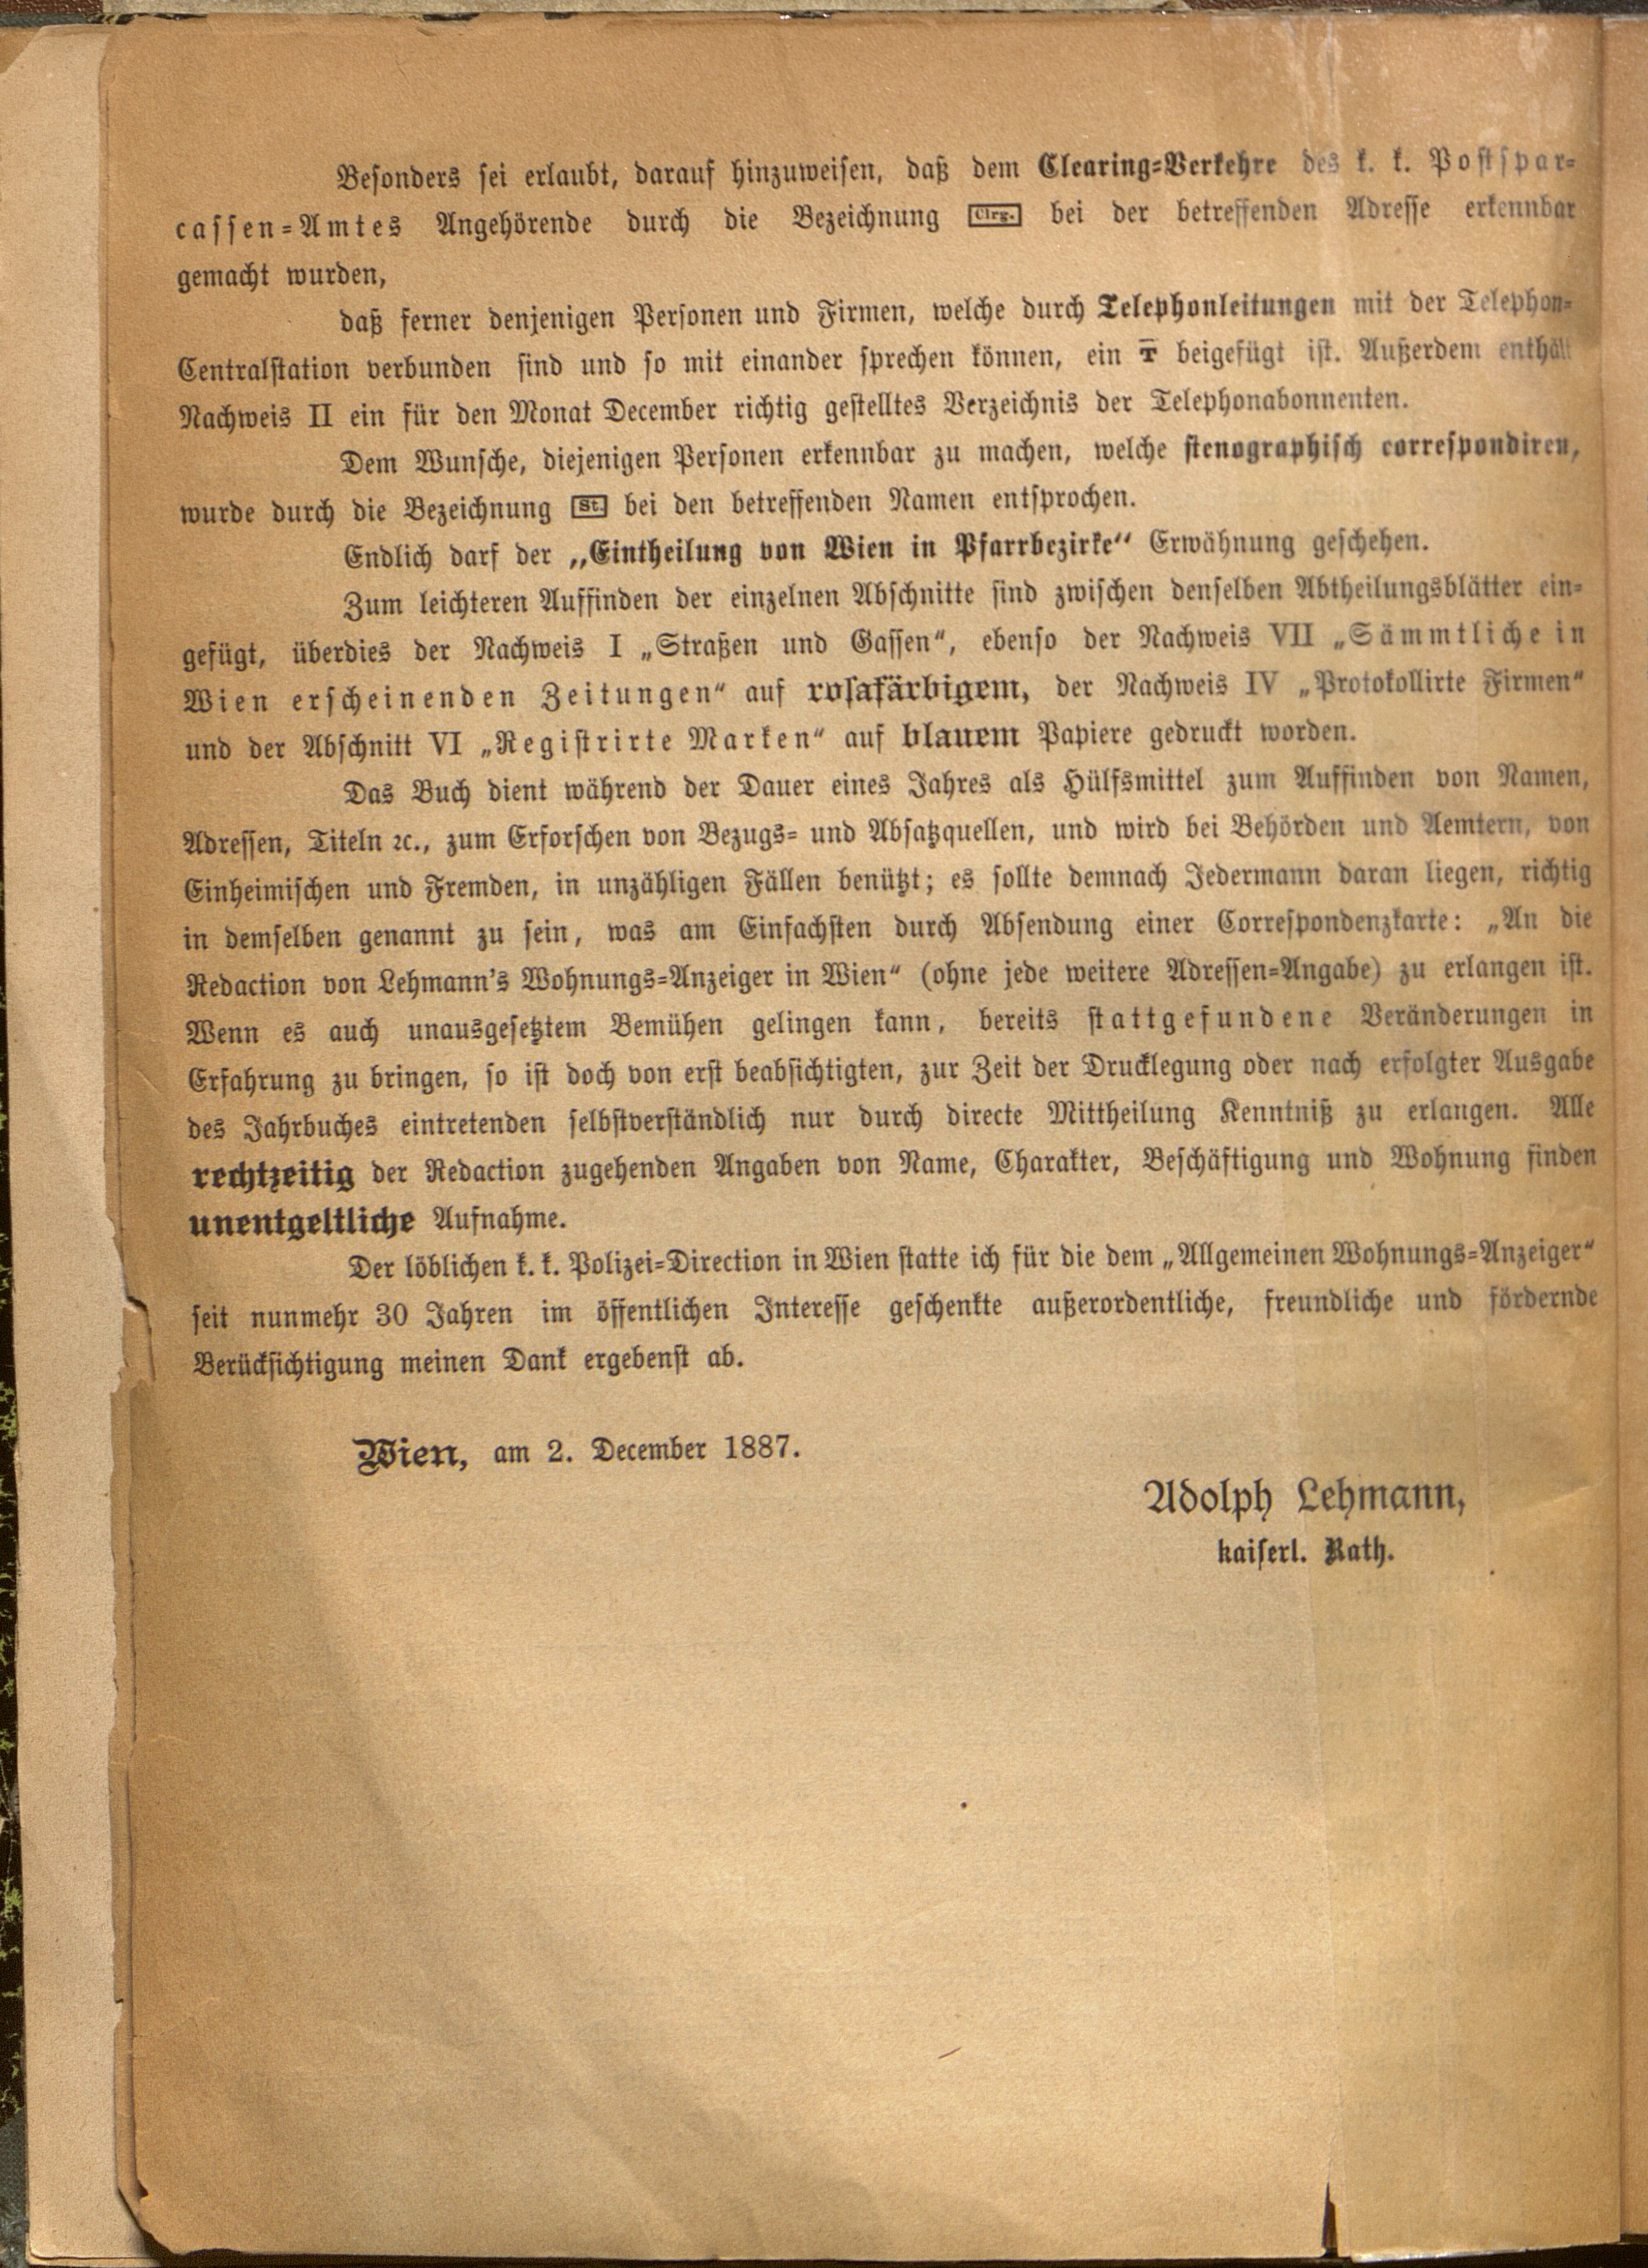 Besonders sei erlaubt, darauf hinzuweisen, daß dem Clearing-Verkehre des k. k. Postspar-
cassen-Amtes Angehörende durch die Bezeichnung Clrg. bei der betreffenden Adresse erkennbar
gemacht wurden,
daß ferner denjenigen Personen und Firmen, welche durch Telephonleitungen mit der Telephon-
Centralstation verbunden sind und so mit einander sprechen können, ein T̅ beigefügt ist. Außerdem enthält
Nachweis II ein für den Monat December richtig gestelltes Verzeichnis der Telephonabonnenten.
Dem Wunsche, diejenigen Personen erkennbar zu machen, welche stenographisch correspondiren,
wurde durch die Bezeichnung St. bei den betreffenden Namen entsprochen.
Endlich darf der „Eintheilung von Wien in Pfarrbezirke“ Erwähnung geschehen.
Zum leichteren Auffinden der einzelnen Abschnitte sind zwischen denselben Abtheilungsblätter ein-
gefügt, überdies der Nachweis I „Straßen und Gassen“, ebenso der Nachweis VII „Sämmtliche in
Wien erscheinenden Zeitungen“ auf rosafärbigem, der Nachweis IV „Protokollirte Firmen“
und der Abschnitt VI „Registrirte Marken“ auf blauem Papiere gedruckt worden.
Das Buch dient während der Dauer eines Jahres als Hülfsmittel zum Auffinden von Namen,
Adressen, Titeln ꝛc., zum Erforschen von Bezugs- und Absatzquellen, und wird bei Behörden und Aemtern, von
Einheimischen und Fremden, in unzähligen Fällen benützt; es sollte demnach Jedermann daran liegen, richtig
in demselben genannt zu sein, was am Einfachsten durch Absendung einer Correspondenzkarte: „An die
Redaction von Lehmann's Wohnungs-Anzeiger in Wien“ (ohne jede weitere Adressen-Angabe) zu erlangen ist.
Wenn es auch unausgesetztem Bemühen gelingen kann, bereits stattgefundene Veränderungen in
Erfahrung zu bringen, so ist doch von erst beabsichtigten, zur Zeit der Drucklegung oder nach erfolgter Ausgabe
des Jahrbuches eintretenden selbstverständlich nur durch directe Mittheilung Kenntniß zu erlangen. Alle
rechtzeitig der Redaction zugehenden Angaben von Name, Charakter, Beschäftigung und Wohnung finden
unentgeltliche Aufnahme.
Der löblichen k. k. Polizei-Direction in Wien statte ich für die dem „Allgemeinen Wohnungs-Anzeiger“
seit nunmehr 30 Jahren im öffentlichen Interesse geschenkte außerordentliche, freundliche und fördernde
Berücksichtigung meinen Dank ergebenst ab.
Wien, am 2. December 1887.
Adolph Lehmann,
kaiserl. Rath.